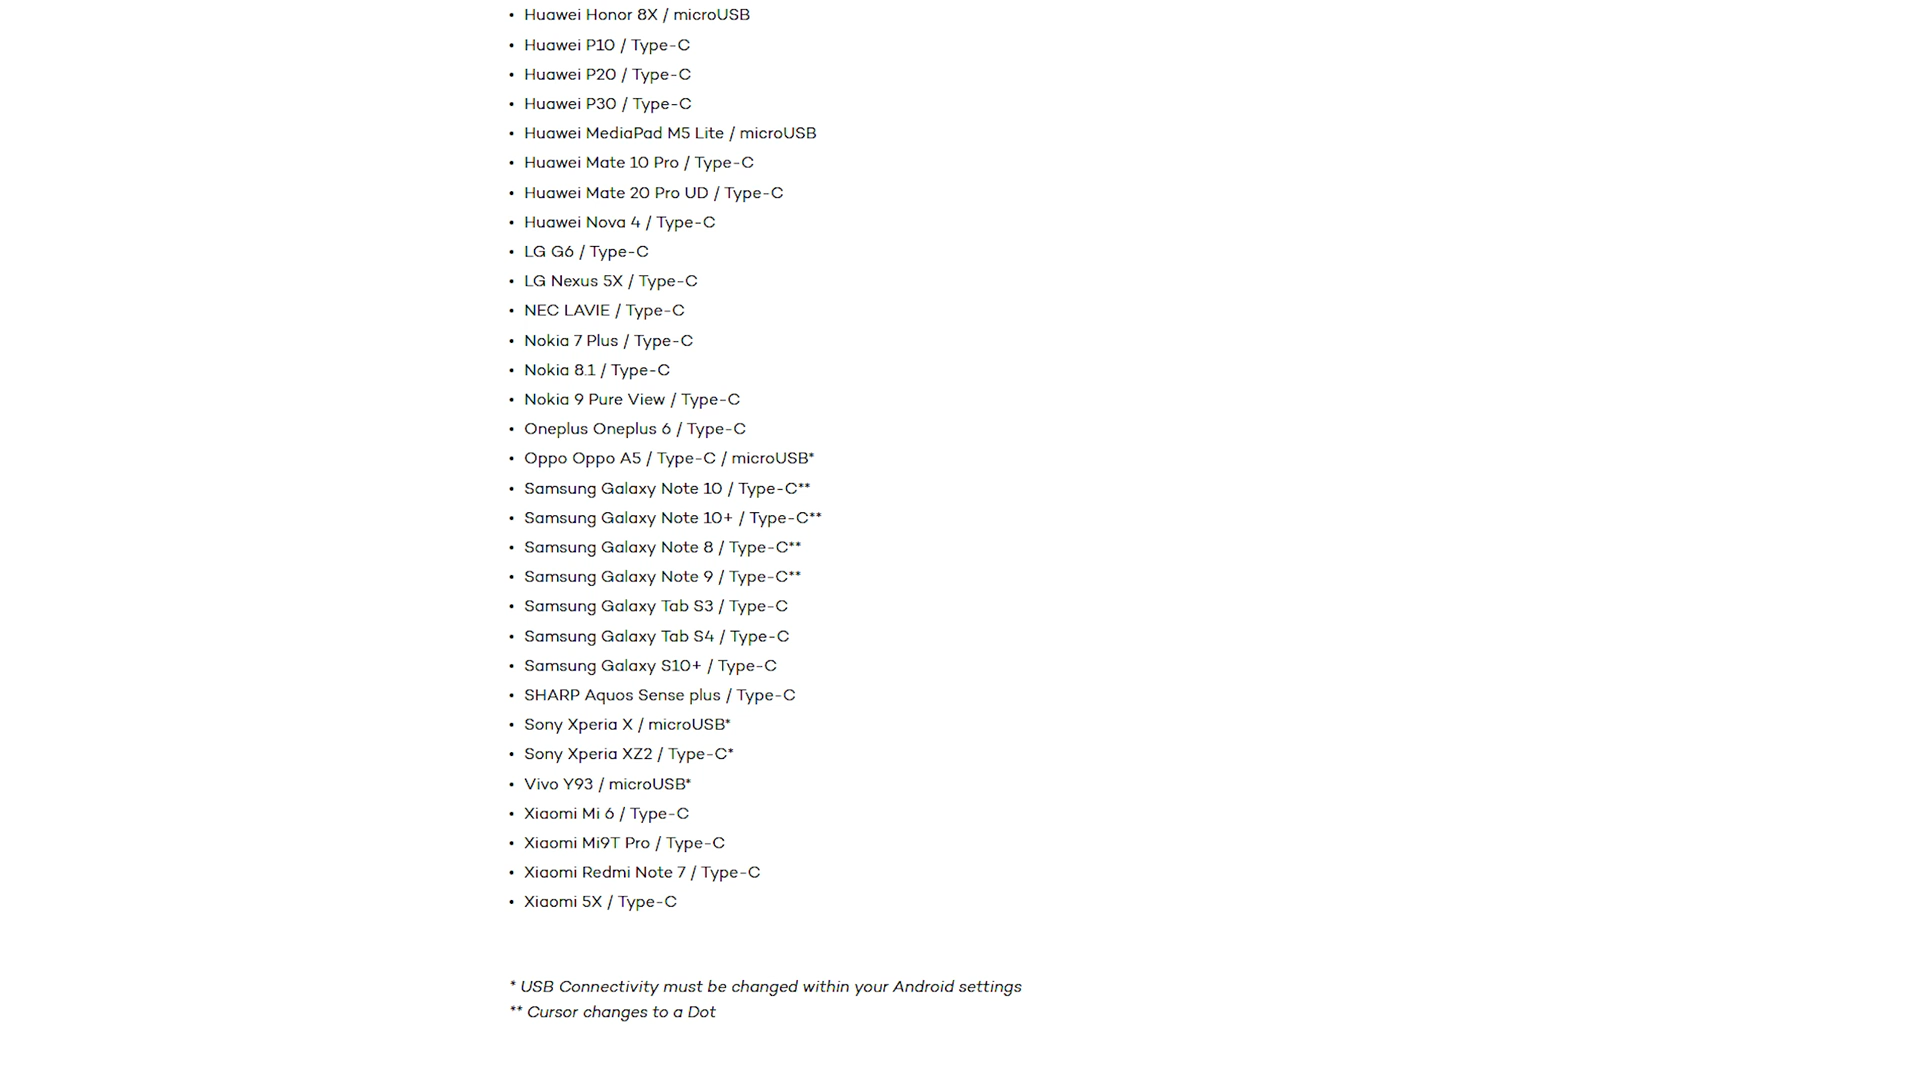 • Huawei Honor 8X / microUSB
• Huawei P10 / Type-C
• Huawei P20 / Type-C
• Huawei P30 / Type-C
• Huawei MediaPad M5 Lite / microUSB
• Huawei Mate 10 Pro / Type-C
• Huawei Mate 20 Pro UD / Type-C
• Huawei Nova 4 / Type-C
• LG G6 / Type-C
• LG Nexus 5X / Type-C
• NEC LAVIE / Type-C
• Nokia 7 Plus / Type-C
• Nokia 8.1 / Type-C
• Nokia 9 Pure View / Type-C
• Oneplus Oneplus 6 / Type-C
• Oppo Oppo A5 / Type-C / microUSB*
• Samsung Galaxy Note 10 / Type-C**
• Samsung Galaxy Note 10+ / Type-C**
• Samsung Galaxy Note 8 / Type-C**
• Samsung Galaxy Note 9 / Type-C**
• Samsung Galaxy Tab S3 / Type-C
• Samsung Galaxy Tab S4 / Type-C
• Samsung Galaxy S10+ / Type-C
• SHARP Aquos Sense plus / Type-C
• Sony Xperia X / microUSB*
• Sony Xperia XZ2 / Type-C*
• Vivo Y93 / microUSB*
• Xiaomi Mi 6 / Type-C
• Xiaomi Mi9T Pro / Type-C
• Xiaomi Redmi Note 7 / Type-C
• Xiaomi 5X / Type-C
* USB Connectivity must be changed within your Android settings
** Cursor changes to a Dot